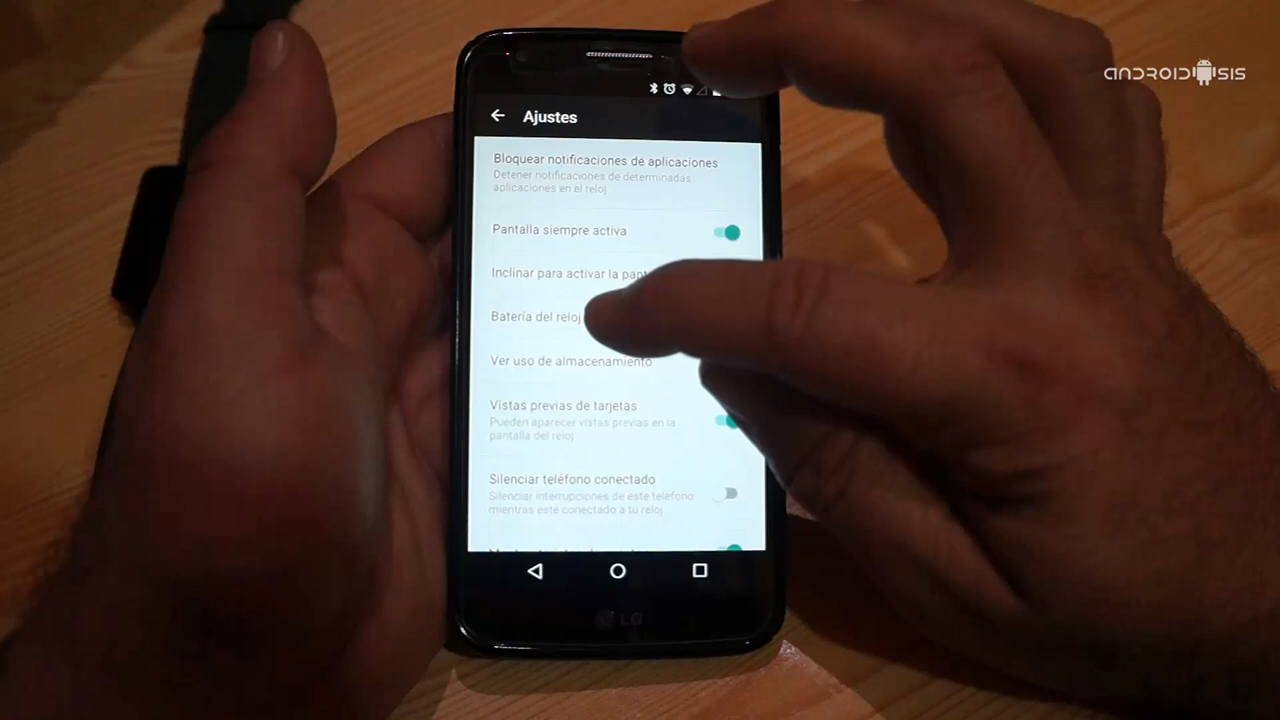 ANDROIDSIS
Ajustes
Bloquear notificaciones de aplicaciones
Detener notificaciones de determinadas
aplicaciones en el reloj
Pantalla siempre activa
Inclinar para activar la
Batería del reloj
Ver uso de almacenamiento
Vistas previas de tarjetas
Pueden aparecer vistas previas en la
pantalla del reloj
Silenciar teléfono conectado
Silenciar interrupciones de este teléfono
mientras esté conectado a tu reloj
LG